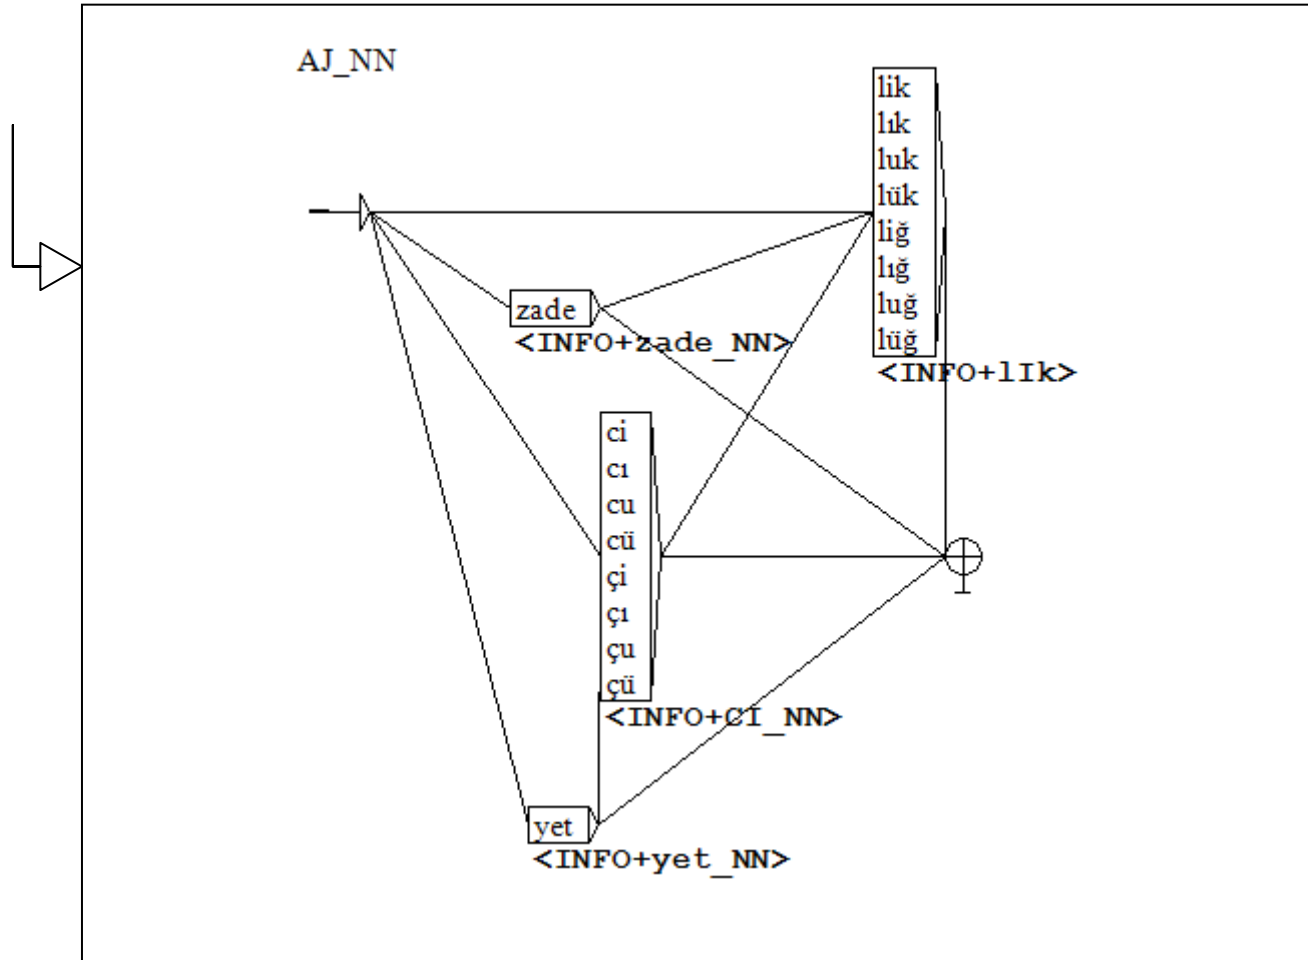 AJ_NN
lik
lık
luk
lük
liğ
lığ
luğ
lüğ
<INFO+lIk>
zade
<INFO+zade_NN>
ci
cı
cu
cü
çi
çı
çu
çü
<INFO+CI_NN>
yet
<INFO+yet_NN>